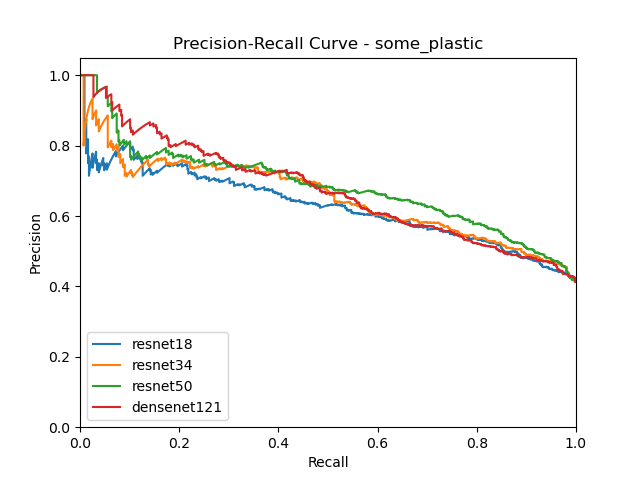 Precision-Recall Curve - some_plastic
1.0
0.8
0.6
0.4
0.2
0.0
Precision
resnet18
resnet34
resnet50
densenet121
0.0 0.2 0.4 0.6 0.8 1.0
Recall